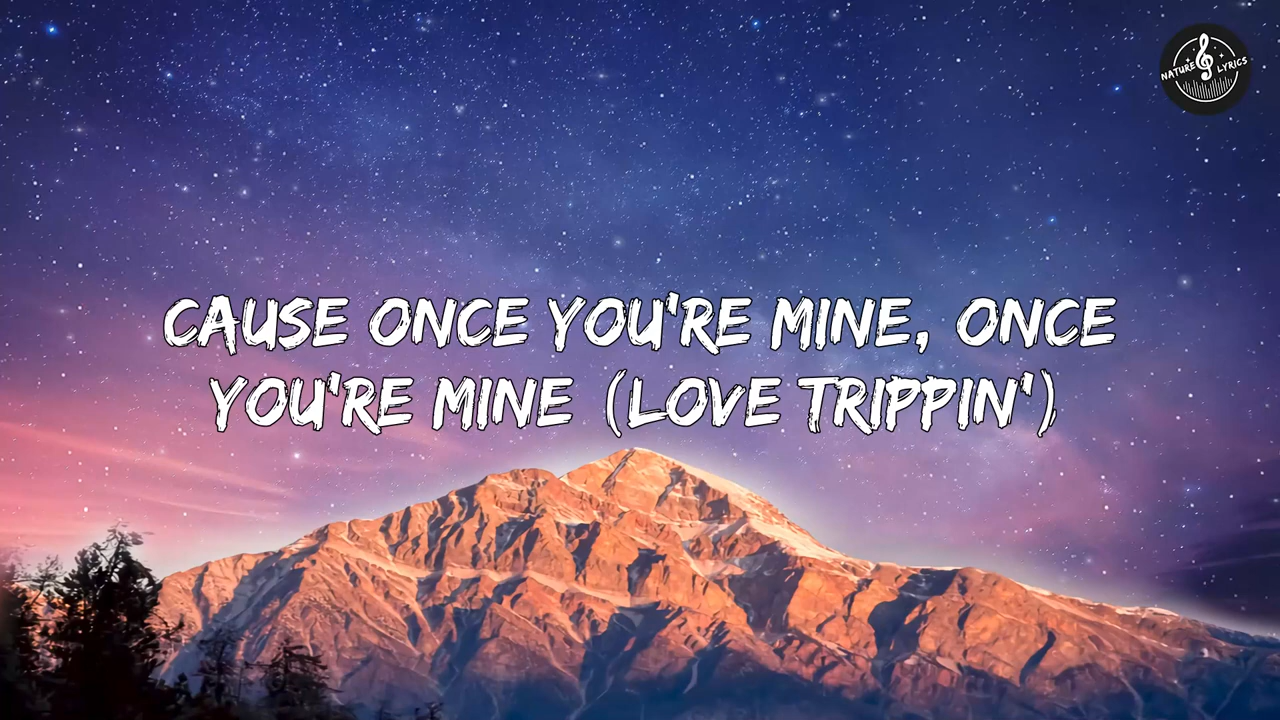 NATURE LYRICS
CAUSE ONCE YOU'RE MINE, ONCE
YOU'RE MINE (LOVE TRIPPIN')